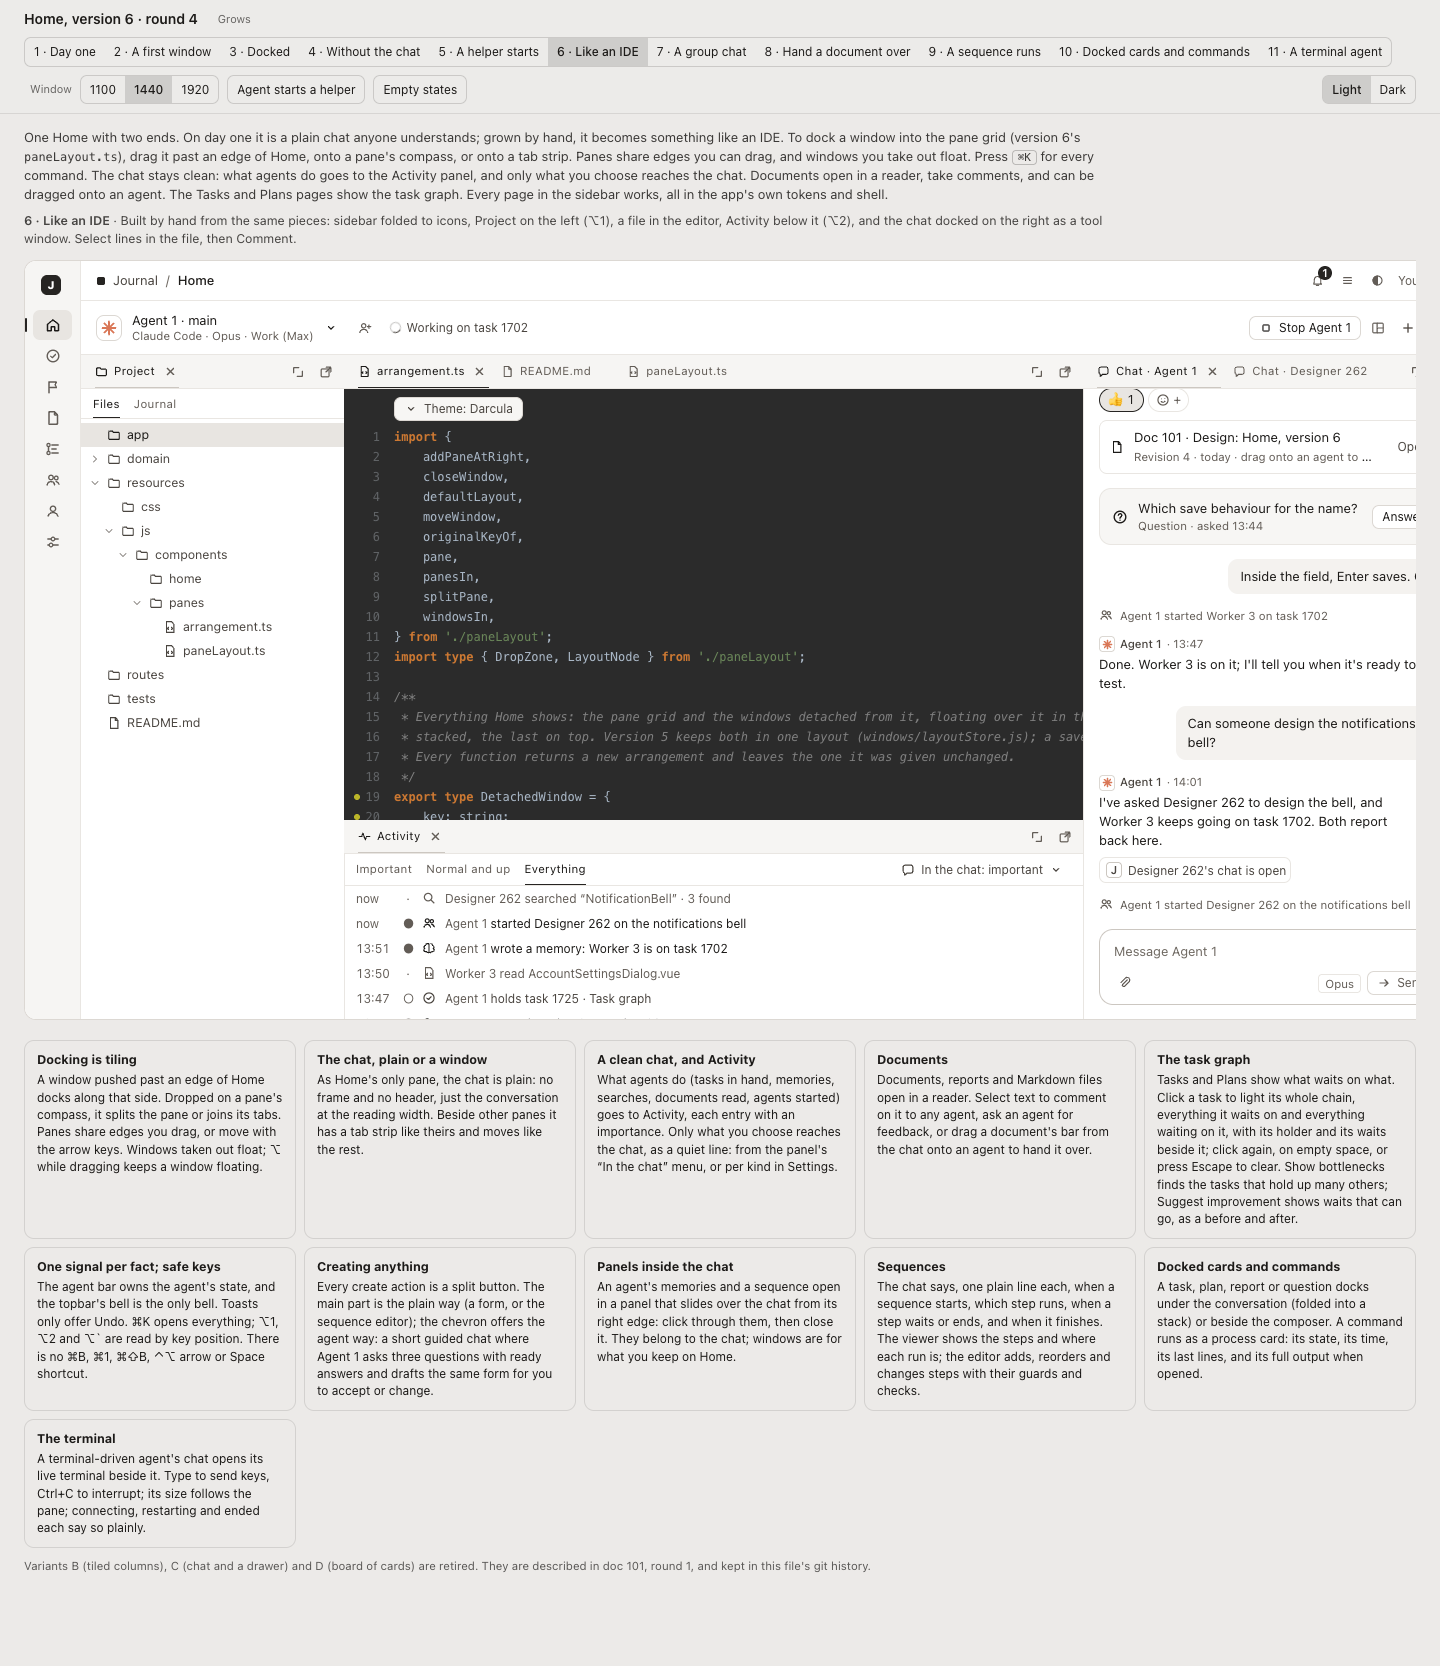 Home, version 6 · round 4 Grows
1 · Day one 2 · A first window 3 · Docked 4 · Without the chat 5 · A helper starts 6 · Like an IDE 7 · A group chat 8 · Hand a document over 9 · A sequence runs 10 · Docked cards and commands 11 · A terminal agent
Window 1100 1440 1920 Agent starts a helper Empty states Light Dark
One Home with two ends. On day one it is a plain chat anyone understands; grown by hand, it becomes something like an IDE. To dock a window into the pane grid (version 6's
paneLayout.ts), drag it past an edge of Home, onto a pane's compass, or onto a tab strip. Panes share edges you can drag, and windows you take out float. Press ⌘K for every
command. The chat stays clean: what agents do goes to the Activity panel, and only what you choose reaches the chat. Documents open in a reader, take comments, and can be
dragged onto an agent. The Tasks and Plans pages show the task graph. Every page in the sidebar works, all in the app's own tokens and shell.
6 · Like an IDE · Built by hand from the same pieces: sidebar folded to icons, Project on the left (⌥1), a file in the editor, Activity below it (⌥2), and the chat docked on the right as a tool
window. Select lines in the file, then Comment.
J
Journal / Home 1 You
Agent 1 · main
Claude Code · Opus · Work (Max)
Working on task 1702
Stop Agent 1
Project
Files Journal
app
domain
resources
css
js
components
home
panes
arrangement.ts
paneLayout.ts
routes
tests
README.md
arrangement.ts README.md paneLayout.ts
Theme: Darcula
1 import {
2 addPaneAtRight,
3 closeWindow,
4 defaultLayout,
5 moveWindow,
6 originalKeyOf,
7 pane,
8 panesIn,
9 splitPane,
10 windowsIn,
11 } from './paneLayout';
12 import type { DropZone, LayoutNode } from './paneLayout';
13
14 /**
15 * Everything Home shows: the pane grid and the windows detached from it, floating over it in th
16 * stacked, the last on top. Version 5 keeps both in one layout (windows/layoutStore.js); a save
17 * Every function returns a new arrangement and leaves the one it was given unchanged.
18 */
19 export type DetachedWindow = {
20 key: string;
Activity
Important Normal and up Everything In the chat: important
now · Designer 262 searched “NotificationBell” · 3 found
now Agent 1 started Designer 262 on the notifications bell
13:51 Agent 1 wrote a memory: Worker 3 is on task 1702
13:50 · Worker 3 read AccountSettingsDialog.vue
13:47 Agent 1 holds task 1725 · Task graph
Chat · Agent 1 Chat · Designer 262
👍 1 +
Doc 101 · Design: Home, version 6
Revision 4 · today · drag onto an agent to ...
Ope
Which save behaviour for the name?
Question · asked 13:44
Answe
Inside the field, Enter saves.
Agent 1 started Worker 3 on task 1702
Agent 1 · 13:47
Done. Worker 3 is on it; I'll tell you when it's ready to
test.
Can someone design the notifications
bell?
Agent 1 · 14:01
I've asked Designer 262 to design the bell, and
Worker 3 keeps going on task 1702. Both report
back here.
J Designer 262's chat is open
Agent 1 started Designer 262 on the notifications bell
Message Agent 1
Opus Ser
Docking is tiling
A window pushed past an edge of Home
docks along that side. Dropped on a pane's
compass, it splits the pane or joins its tabs.
Panes share edges you drag, or move with
the arrow keys. Windows taken out float; ⌥
while dragging keeps a window floating.
The chat, plain or a window
As Home's only pane, the chat is plain: no
frame and no header, just the conversation
at the reading width. Beside other panes it
has a tab strip like theirs and moves like
the rest.
A clean chat, and Activity
What agents do (tasks in hand, memories,
searches, documents read, agents started)
goes to Activity, each entry with an
importance. Only what you choose reaches
the chat, as a quiet line: from the panel's
“In the chat” menu, or per kind in Settings.
Documents
Documents, reports and Markdown files
open in a reader. Select text to comment
on it to any agent, ask an agent for
feedback, or drag a document's bar from
the chat onto an agent to hand it over.
The task graph
Tasks and Plans show what waits on what.
Click a task to light its whole chain,
everything it waits on and everything
waiting on it, with its holder and its waits
beside it; click again, on empty space, or
press Escape to clear. Show bottlenecks
finds the tasks that hold up many others;
Suggest improvement shows waits that can
go, as a before and after.
One signal per fact; safe keys
The agent bar owns the agent's state, and
the topbar's bell is the only bell. Toasts
only offer Undo. ⌘K opens everything; ⌥1,
⌥2 and ⌥` are read by key position. There
is no ⌘B, ⌘1, ⌘⇧B, ^⌥ arrow or Space
shortcut.
Creating anything
Every create action is a split button. The
main part is the plain way (a form, or the
sequence editor); the chevron offers the
agent way: a short guided chat where
Agent 1 asks three questions with ready
answers and drafts the same form for you
to accept or change.
Panels inside the chat
An agent's memories and a sequence open
in a panel that slides over the chat from its
right edge: click through them, then close
it. They belong to the chat; windows are for
what you keep on Home.
Sequences
The chat says, one plain line each, when a
sequence starts, which step runs, when a
step waits or ends, and when it finishes.
The viewer shows the steps and where
each run is; the editor adds, reorders and
changes steps with their guards and
checks.
Docked cards and commands
A task, plan, report or question docks
under the conversation (folded into a
stack) or beside the composer. A command
runs as a process card: its state, its time,
its last lines, and its full output when
opened.
The terminal
A terminal-driven agent's chat opens its
live terminal beside it. Type to send keys,
Ctrl+C to interrupt; its size follows the
pane; connecting, restarting and ended
each say so plainly.
Variants B (tiled columns), C (chat and a drawer) and D (board of cards) are retired. They are described in doc 101, round 1, and kept in this file's git history.